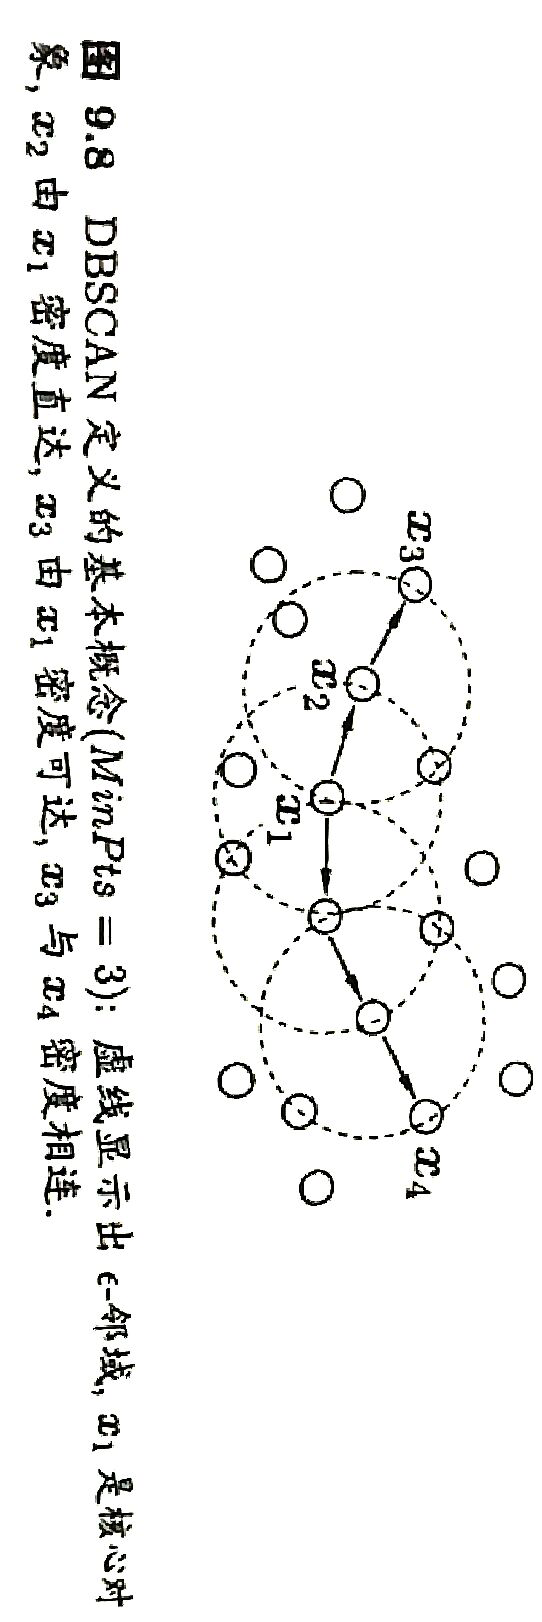 x₃
x₂
x₁
x₄
图 9.8 DBSCAN 定义的基本概念(MinPts = 3): 虚线显示出 ϵ-邻域, x₁ 是核心对
象, x₂ 由 x₁ 密度直达, x₃ 由 x₁ 密度可达, x₃ 与 x₄ 密度相连.